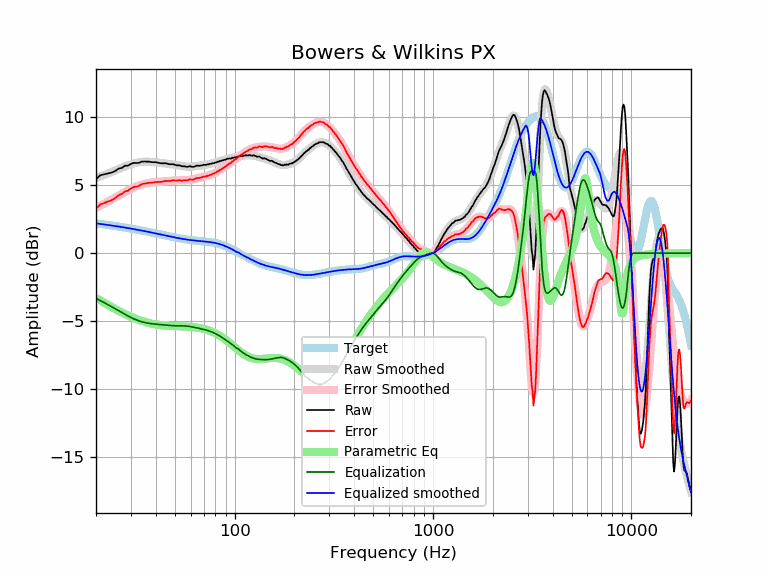 Bowers & Wilkins PX
Amplitude (dBr)
10
5
0
−5
−10
−15
Target
Raw Smoothed
Error Smoothed
Raw
Error
Parametric Eq
Equalization
Equalized smoothed
100
1000
10000
Frequency (Hz)